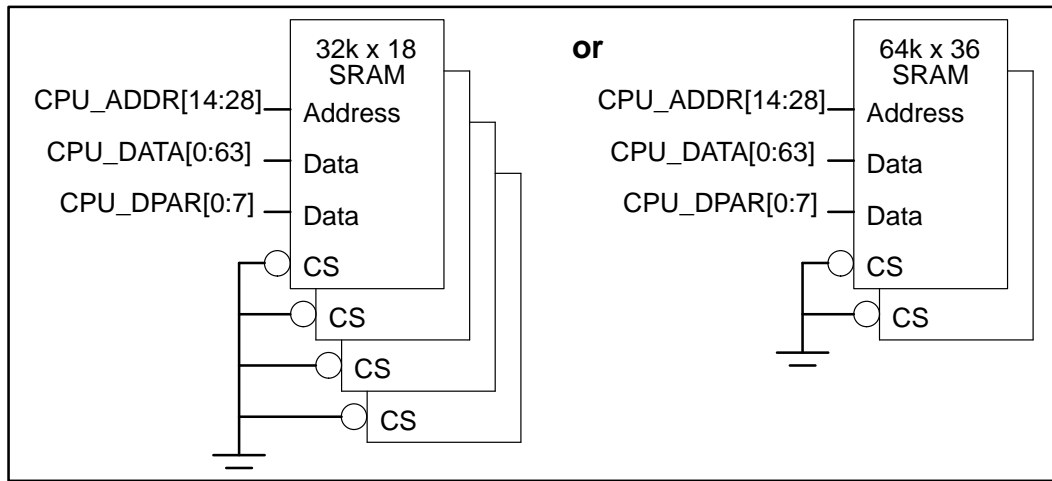 32k x 18
SRAM
CPU_ADDR[14:28]
Address
CPU_DATA[0:63]
Data
CPU_DPAR[0:7]
Data
CS
CS
CS
CS
or
64k x 36
SRAM
CPU_ADDR[14:28]
Address
CPU_DATA[0:63]
Data
CPU_DPAR[0:7]
Data
CS
CS